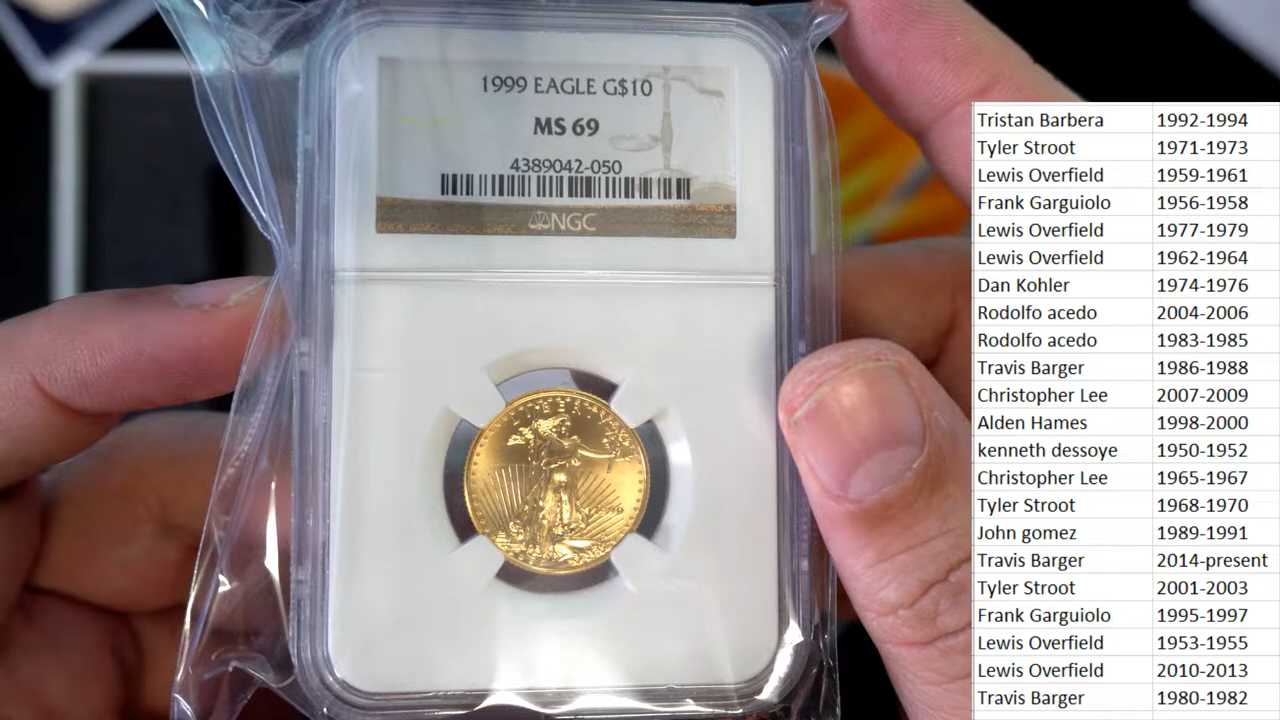 1999 EAGLE G$10
MS 69
4389042-050
NGC
LIBERTY
Tristan Barbera 1992-1994
Tyler Stroot 1971-1973
Lewis Overfield 1959-1961
Frank Garguiolo 1956-1958
Lewis Overfield 1977-1979
Lewis Overfield 1962-1964
Dan Kohler 1974-1976
Rodolfo acedo 2004-2006
Rodolfo acedo 1983-1985
Travis Barger 1986-1988
Christopher Lee 2007-2009
Alden Hames 1998-2000
kenneth dessoye 1950-1952
Christopher Lee 1965-1967
Tyler Stroot 1968-1970
John gomez 1989-1991
Travis Barger 2014-present
Tyler Stroot 2001-2003
Frank Garguiolo 1995-1997
Lewis Overfield 1953-1955
Lewis Overfield 2010-2013
Travis Barger 1980-1982